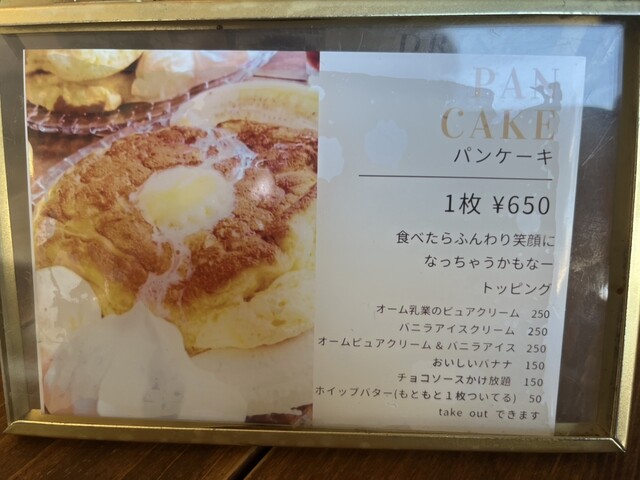 PAN
CAKE
パンケーキ
1枚 ¥650
食べたらふんわり笑顔に
なっちゃうかもなー
トッピング
オーム乳業のピュアクリーム 250
バニラアイスクリーム 250
オームピュアクリーム & バニラアイス 250
おいしいバナナ 150
チョコソースかけ放題 150
ホイップバター(もともと1枚ついてる) 50
take out できます